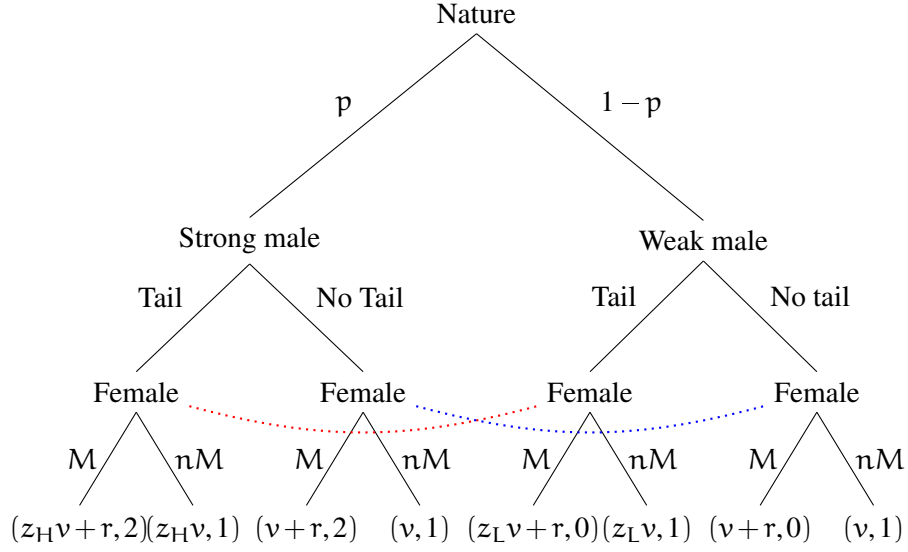 Nature
p 1 − p
Strong male Weak male
Tail No Tail Tail No tail
Female Female Female Female
M nM M nM M nM M nM
(z_H v + r, 2) (z_H v, 1) (v + r, 2) (v, 1) (z_L v + r, 0) (z_L v, 1) (v + r, 0) (v, 1)